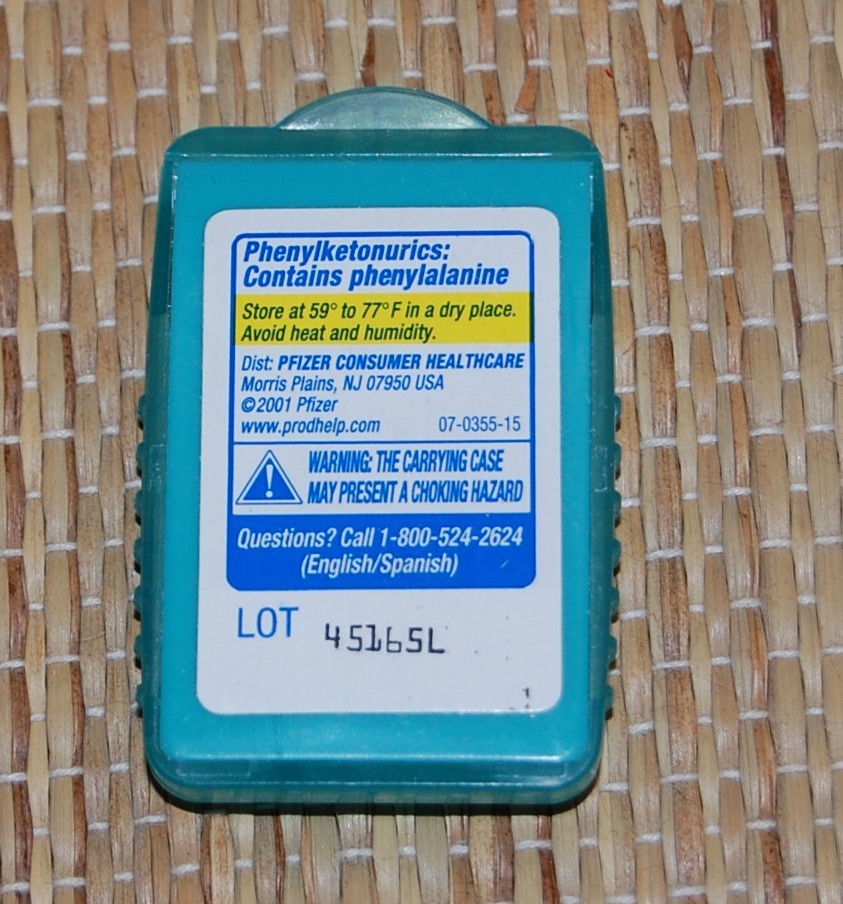 Phenylketonurics:
Contains phenylalanine
Store at 59° to 77°F in a dry place.
Avoid heat and humidity.
Dist: PFIZER CONSUMER HEALTHCARE
Morris Plains, NJ 07950 USA
©2001 Pfizer
www.prodhelp.com 07-0355-15
WARNING: THE CARRYING CASE
MAY PRESENT A CHOKING HAZARD
Questions? Call 1-800-524-2624
(English/Spanish)
LOT 45165L
1